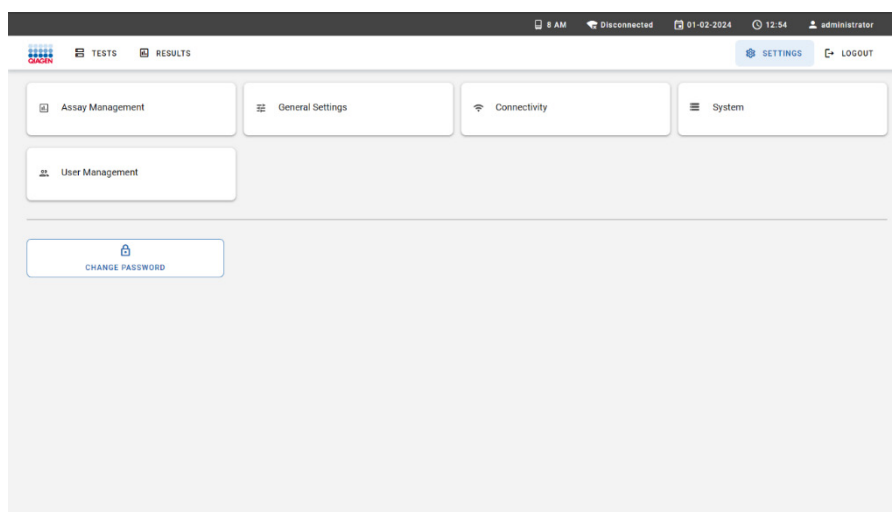 8 AM Disconnected 01-02-2024 12:54 administrator
QIAGEN TESTS RESULTS SETTINGS LOGOUT
Assay Management General Settings Connectivity System
User Management
CHANGE PASSWORD